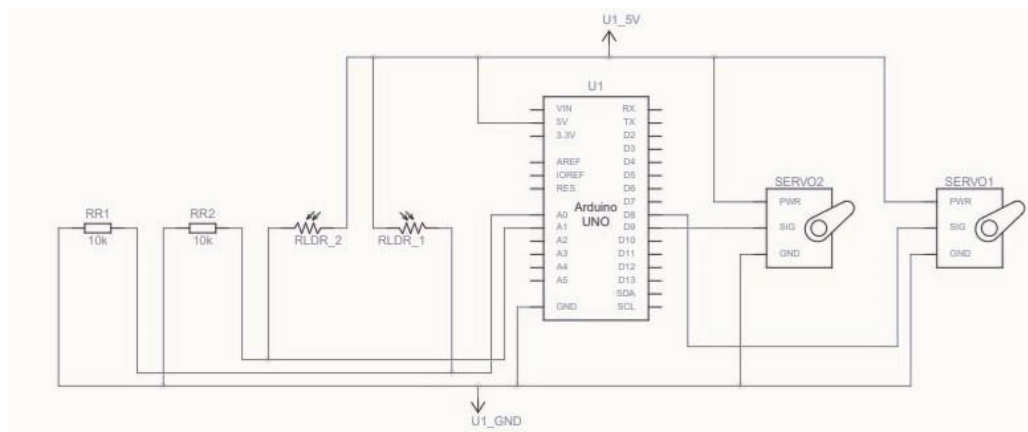 U1_5V
U1
VIN
5V
3.3V
AREF
IOREF
RES
A0
A1
A2
A3
A4
A5
GND
Arduino
UNO
RX
TX
D2
D3
D4
D5
D6
D7
D8
D9
D10
D11
D12
D13
SDA
SCL
RR1
10k
RR2
10k
RLDR_2
RLDR_1
SERVO2
PWR
SIG
GND
SERVO1
PWR
SIG
GND
U1_GND